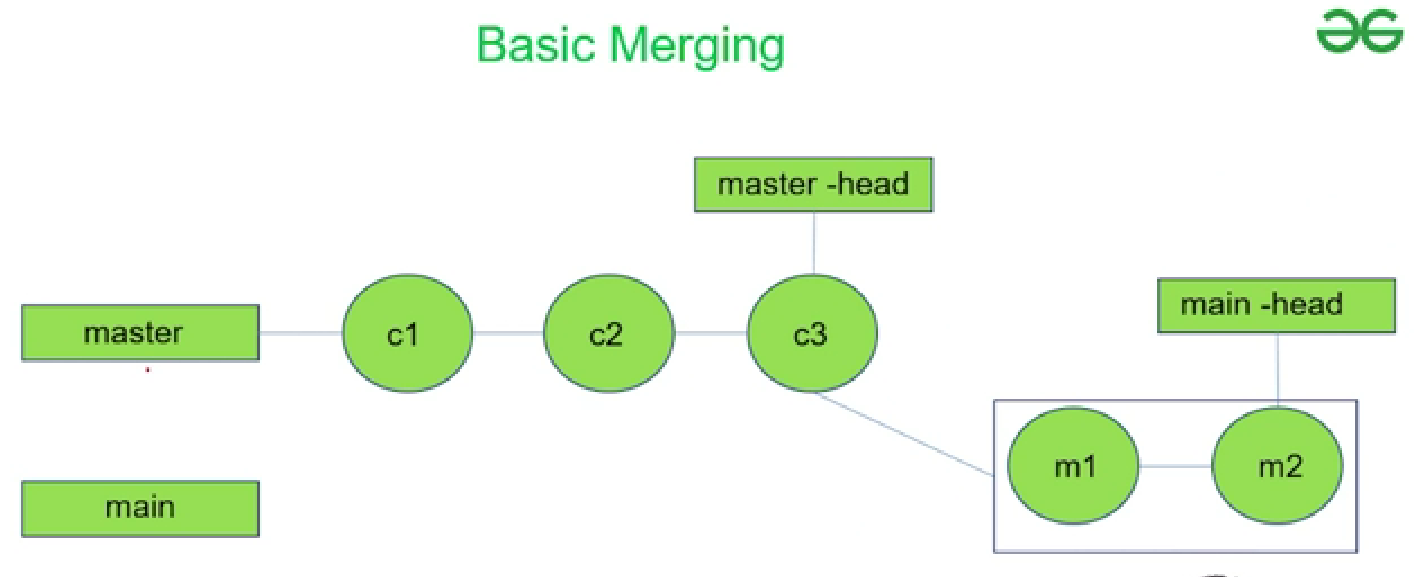 Basic Merging
master -head
main -head
master
c1
c2
c3
m1
m2
main